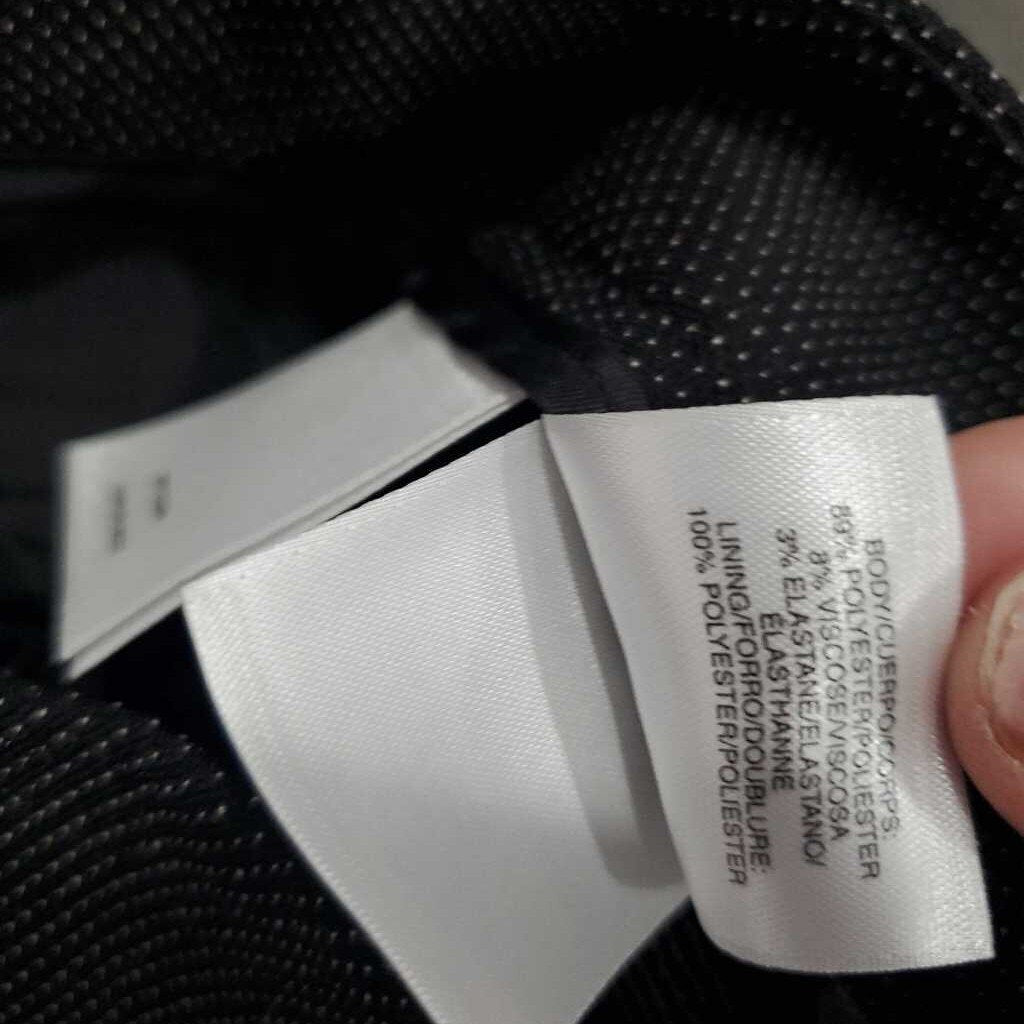 BODY/CUERPO/CORPS:
89% POLYESTER/POLIESTER
8% VISCOSE/VISCOSA
3% ELASTANE/ELASTANO/
ÉLASTHANNE
LINING/FORRO/DOUBLURE:
100% POLYESTER/POLIESTER